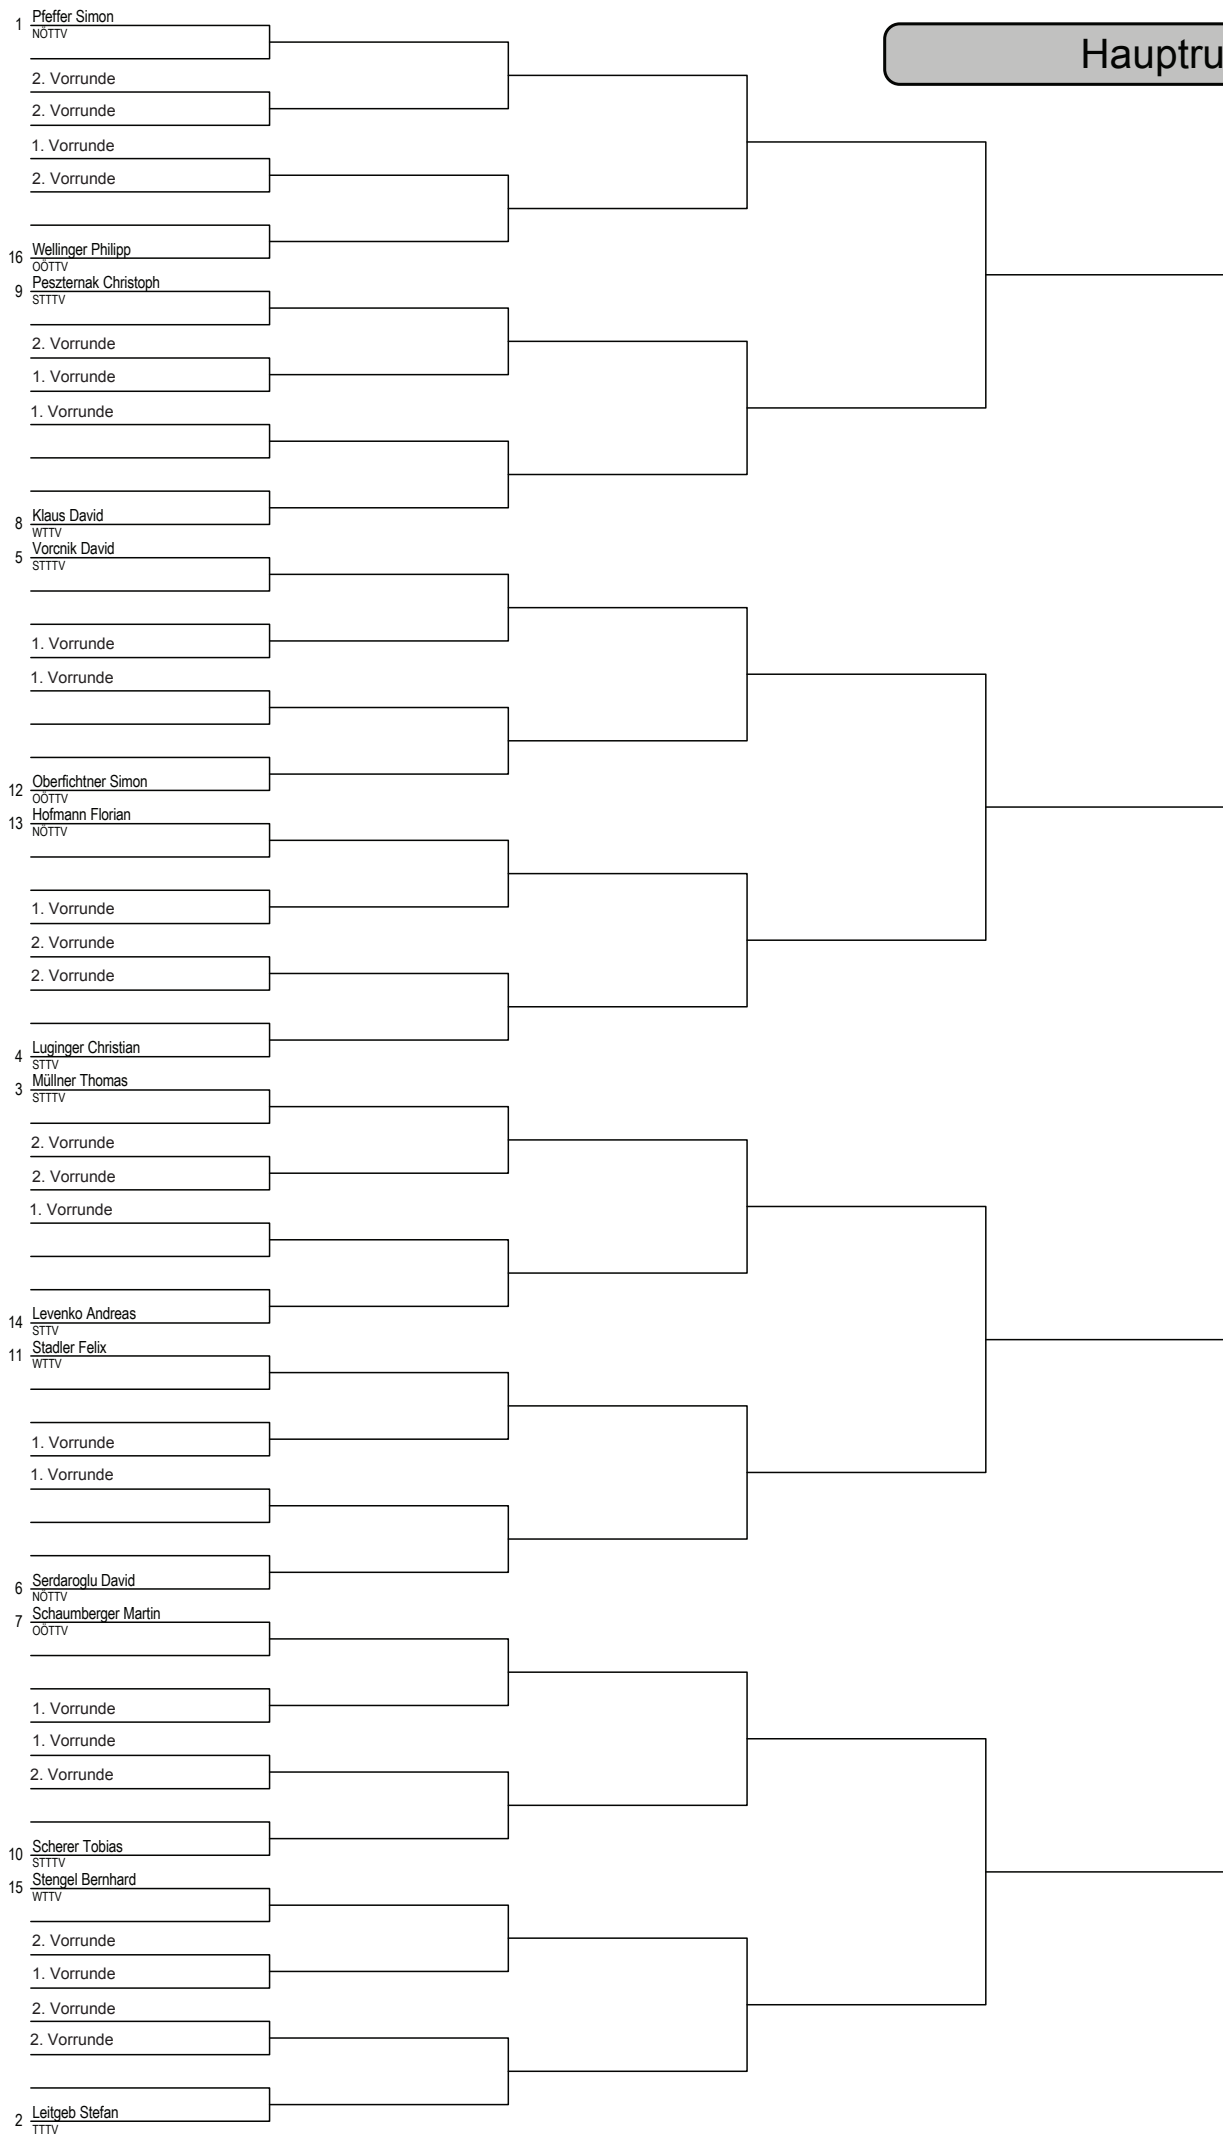 Hauptru
1 Pfeffer Simon
NÖTTV
2. Vorrunde
2. Vorrunde
1. Vorrunde
2. Vorrunde
16 Wellinger Philipp
OÖTTV
9 Peszternak Christoph
STTTV
2. Vorrunde
1. Vorrunde
1. Vorrunde
8 Klaus David
WTTV
5 Vorcnik David
STTTV
1. Vorrunde
1. Vorrunde
12 Oberfichtner Simon
OÖTTV
13 Hofmann Florian
NÖTTV
1. Vorrunde
2. Vorrunde
2. Vorrunde
4 Luginger Christian
STTV
3 Müllner Thomas
STTTV
2. Vorrunde
2. Vorrunde
1. Vorrunde
14 Levenko Andreas
STTV
11 Stadler Felix
WTTV
1. Vorrunde
1. Vorrunde
6 Serdaroglu David
NÖTTV
7 Schaumberger Martin
OÖTTV
1. Vorrunde
1. Vorrunde
2. Vorrunde
10 Scherer Tobias
STTTV
15 Stengel Bernhard
WTTV
2. Vorrunde
1. Vorrunde
2. Vorrunde
2. Vorrunde
2 Leitgeb Stefan
TTTV